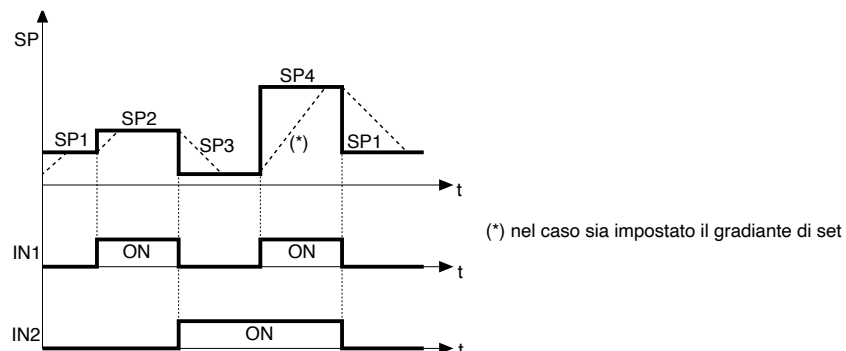 SP
SP4
SP2
SP1
SP3
(*)
SP1
t
(*) nel caso sia impostato il gradiante di set
IN1
ON
ON
t
IN2
ON
t